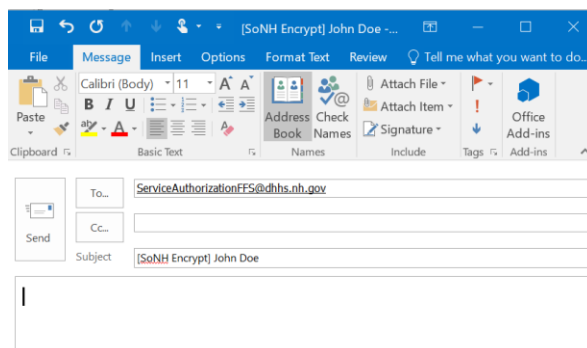 [SoNH Encrypt] John Doe -...
File Message Insert Options Format Text Review Tell me what you want to do...
Calibri (Body) 11 A A
B I U
Paste
Address Book
Check Names
Attach File
Attach Item
Signature
Office Add-ins
Clipboard Basic Text Names Include Tags Add-ins
To... ServiceAuthorizationFFS@dhhs.nh.gov
Cc...
Send
Subject [SoNH Encrypt] John Doe